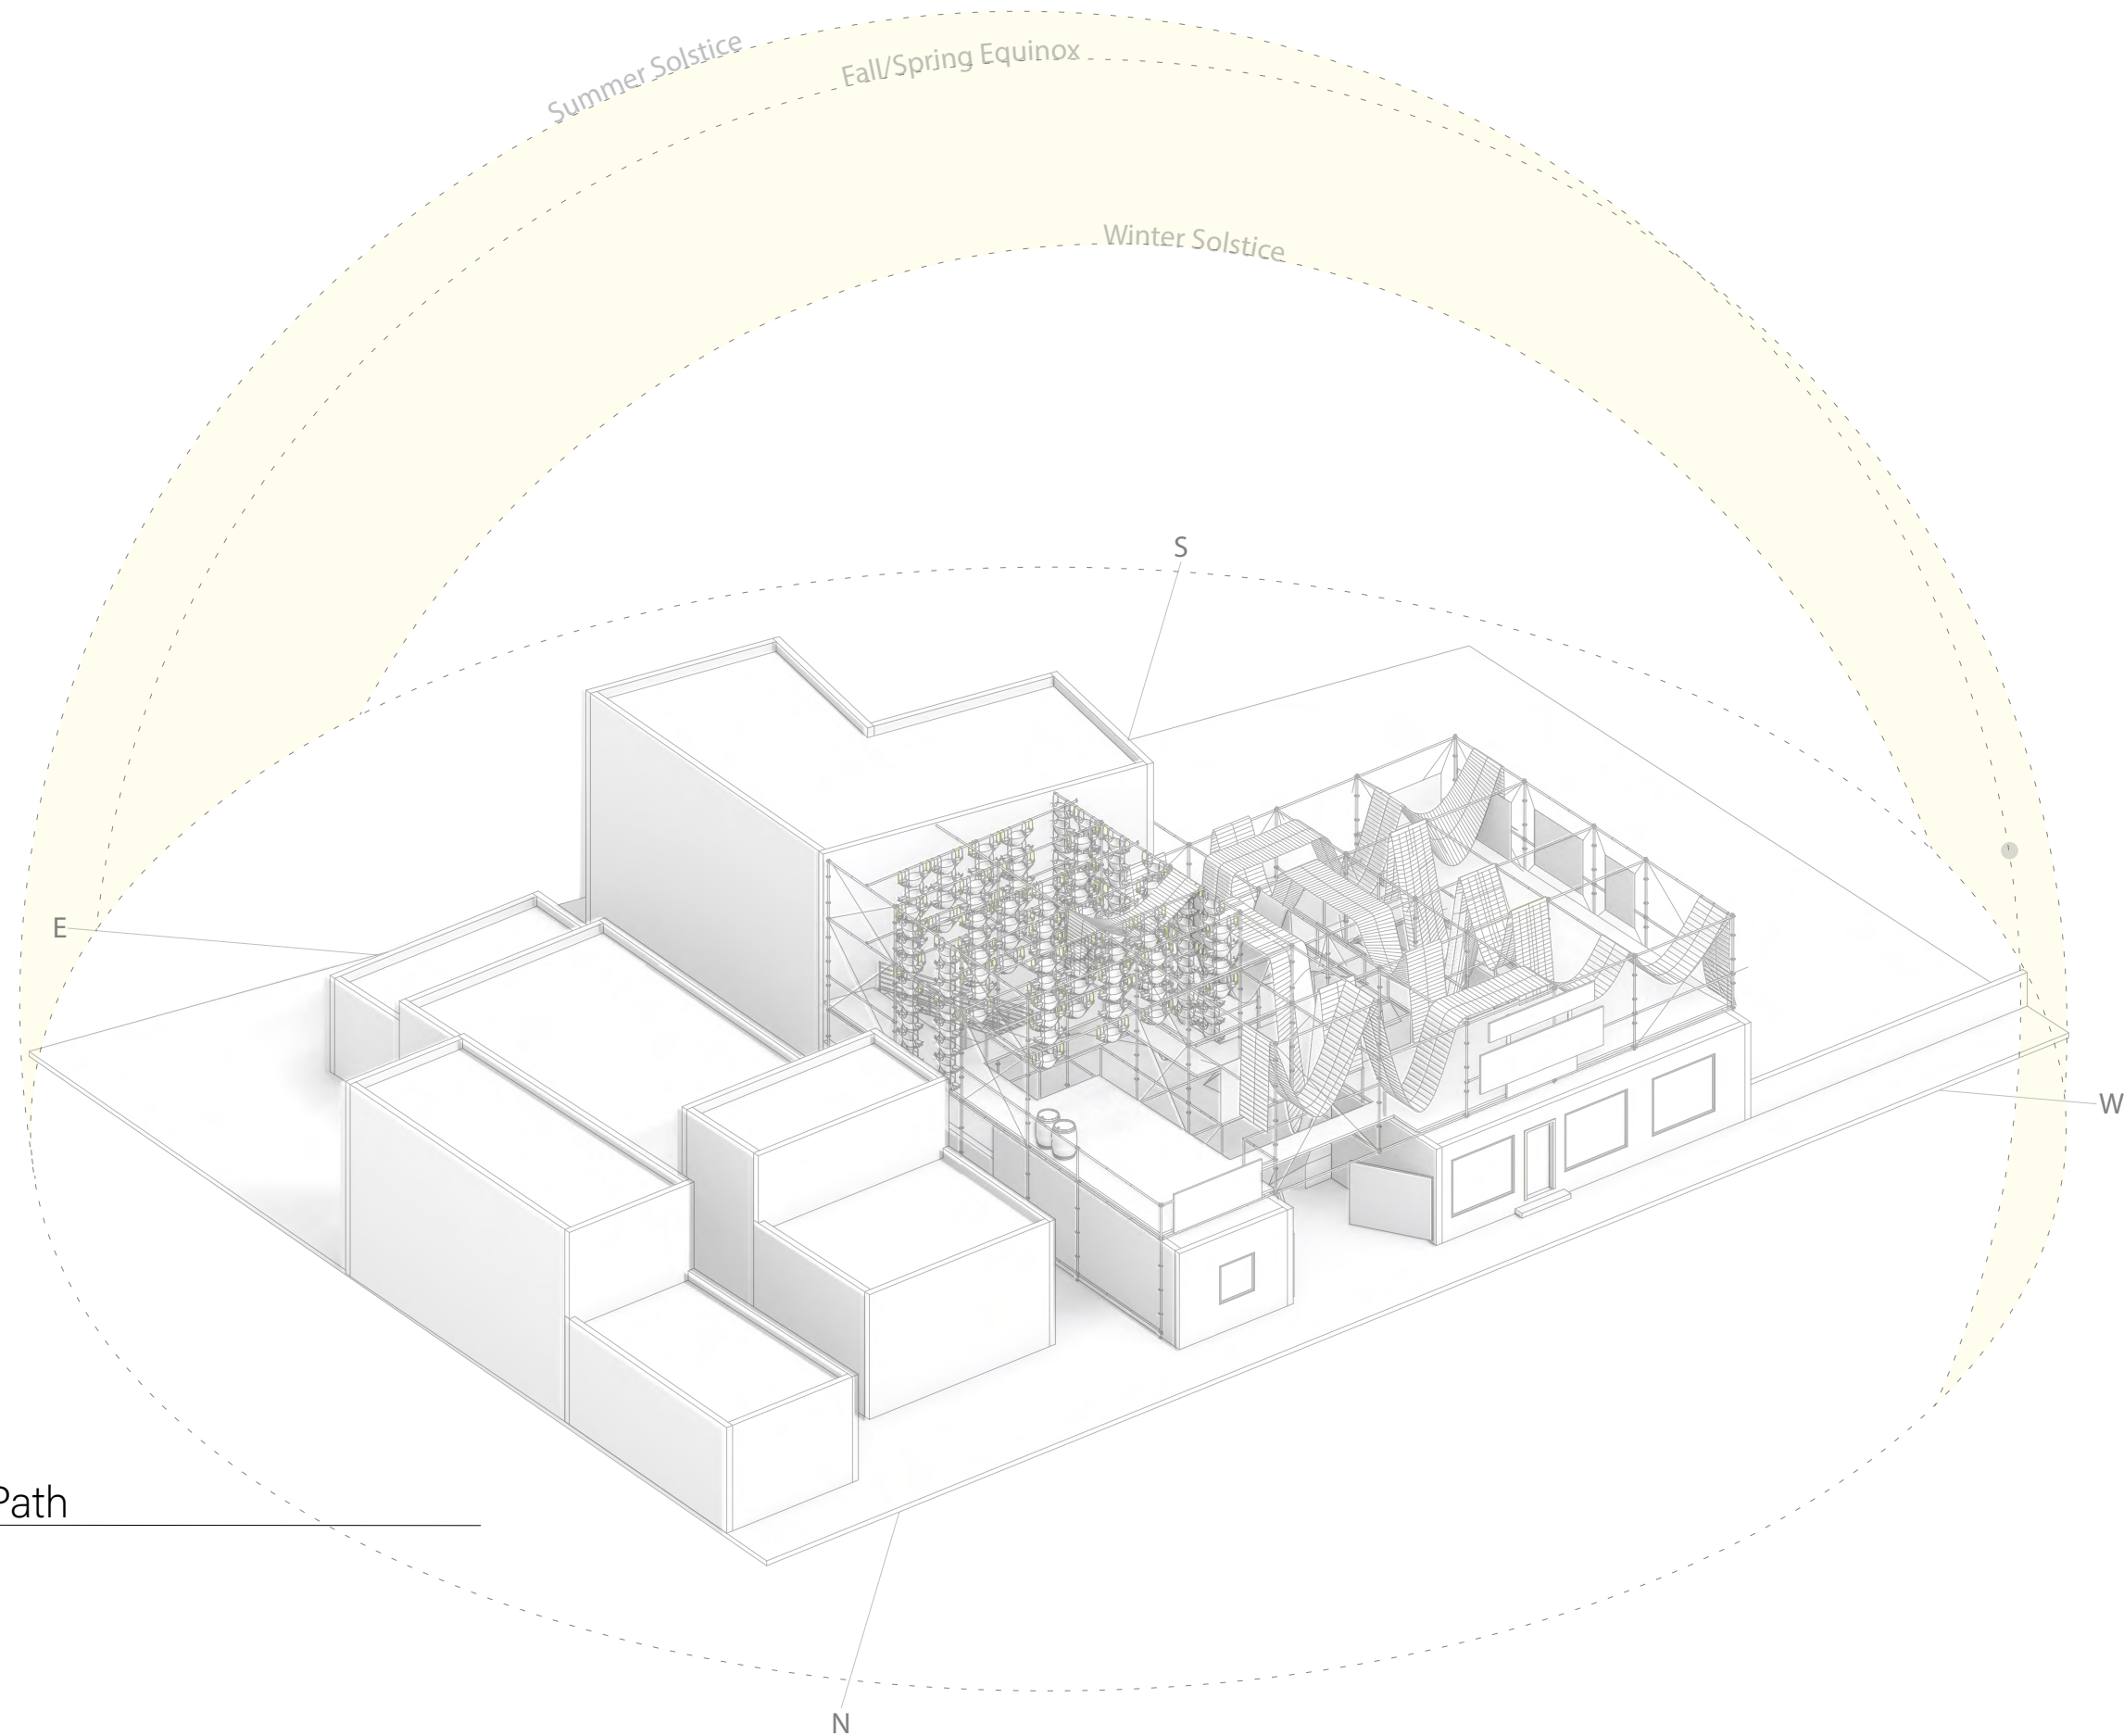 Summer Solstice
Fall/Spring Equinox
Winter Solstice
S
E
W
Path
N